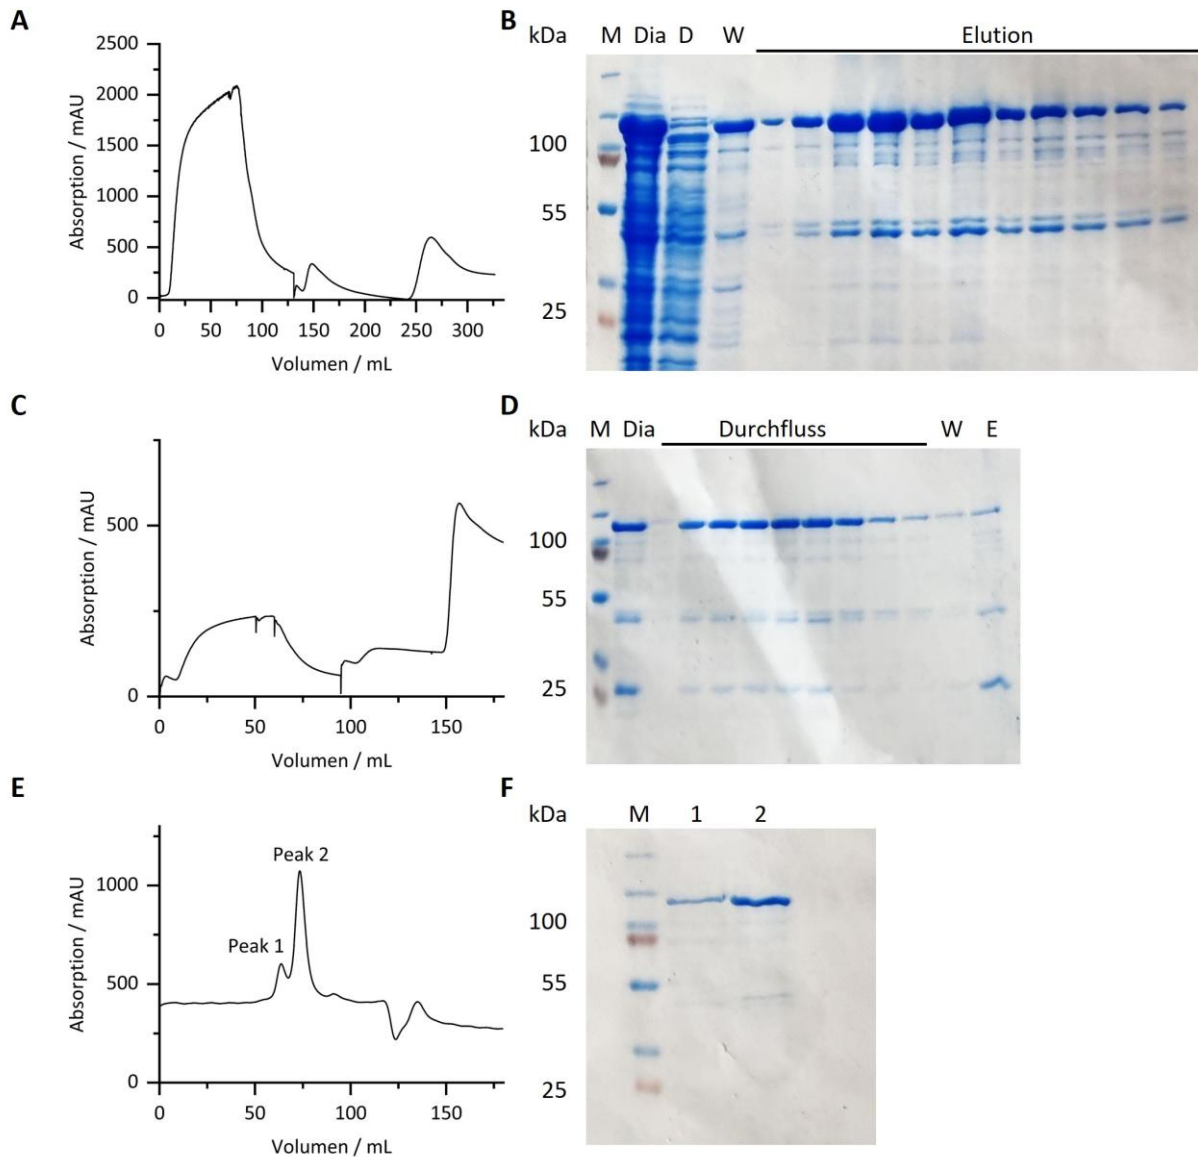 A
Absorption / mAU
2500
2000
1500
1000
500
0
0 50 100 150 200 250 300
Volumen / mL
B
kDa M Dia D W Elution
100
55
25
C
Absorption / mAU
500
0
0 50 100 150
Volumen / mL
D
kDa M Dia Durchfluss W E
100
55
25
E
Absorption / mAU
1000
500
0
Peak 2
Peak 1
0 50 100 150
Volumen / mL
F
kDa M 1 2
100
55
25